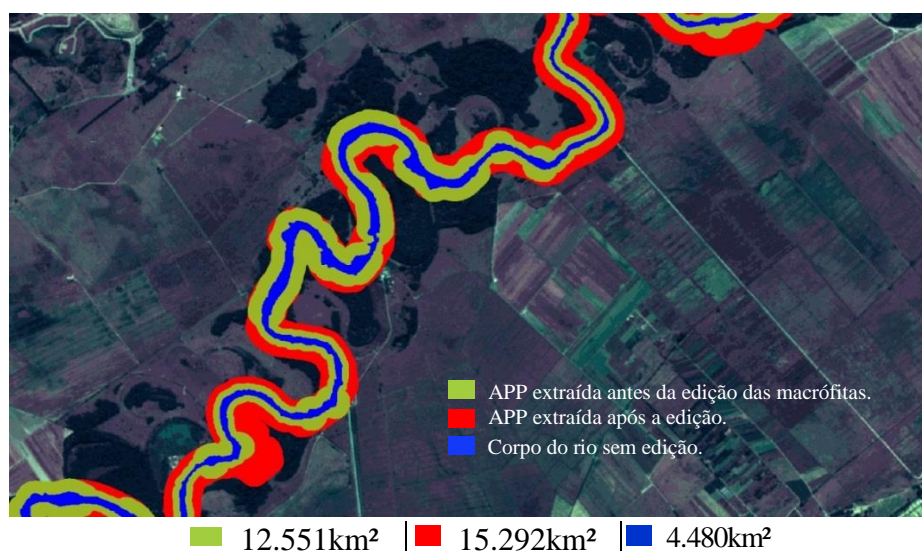 APP extraída antes da edição das macrófitas.
APP extraída após a edição.
Corpo do rio sem edição.
12.551km² 15.292km² 4.480km²